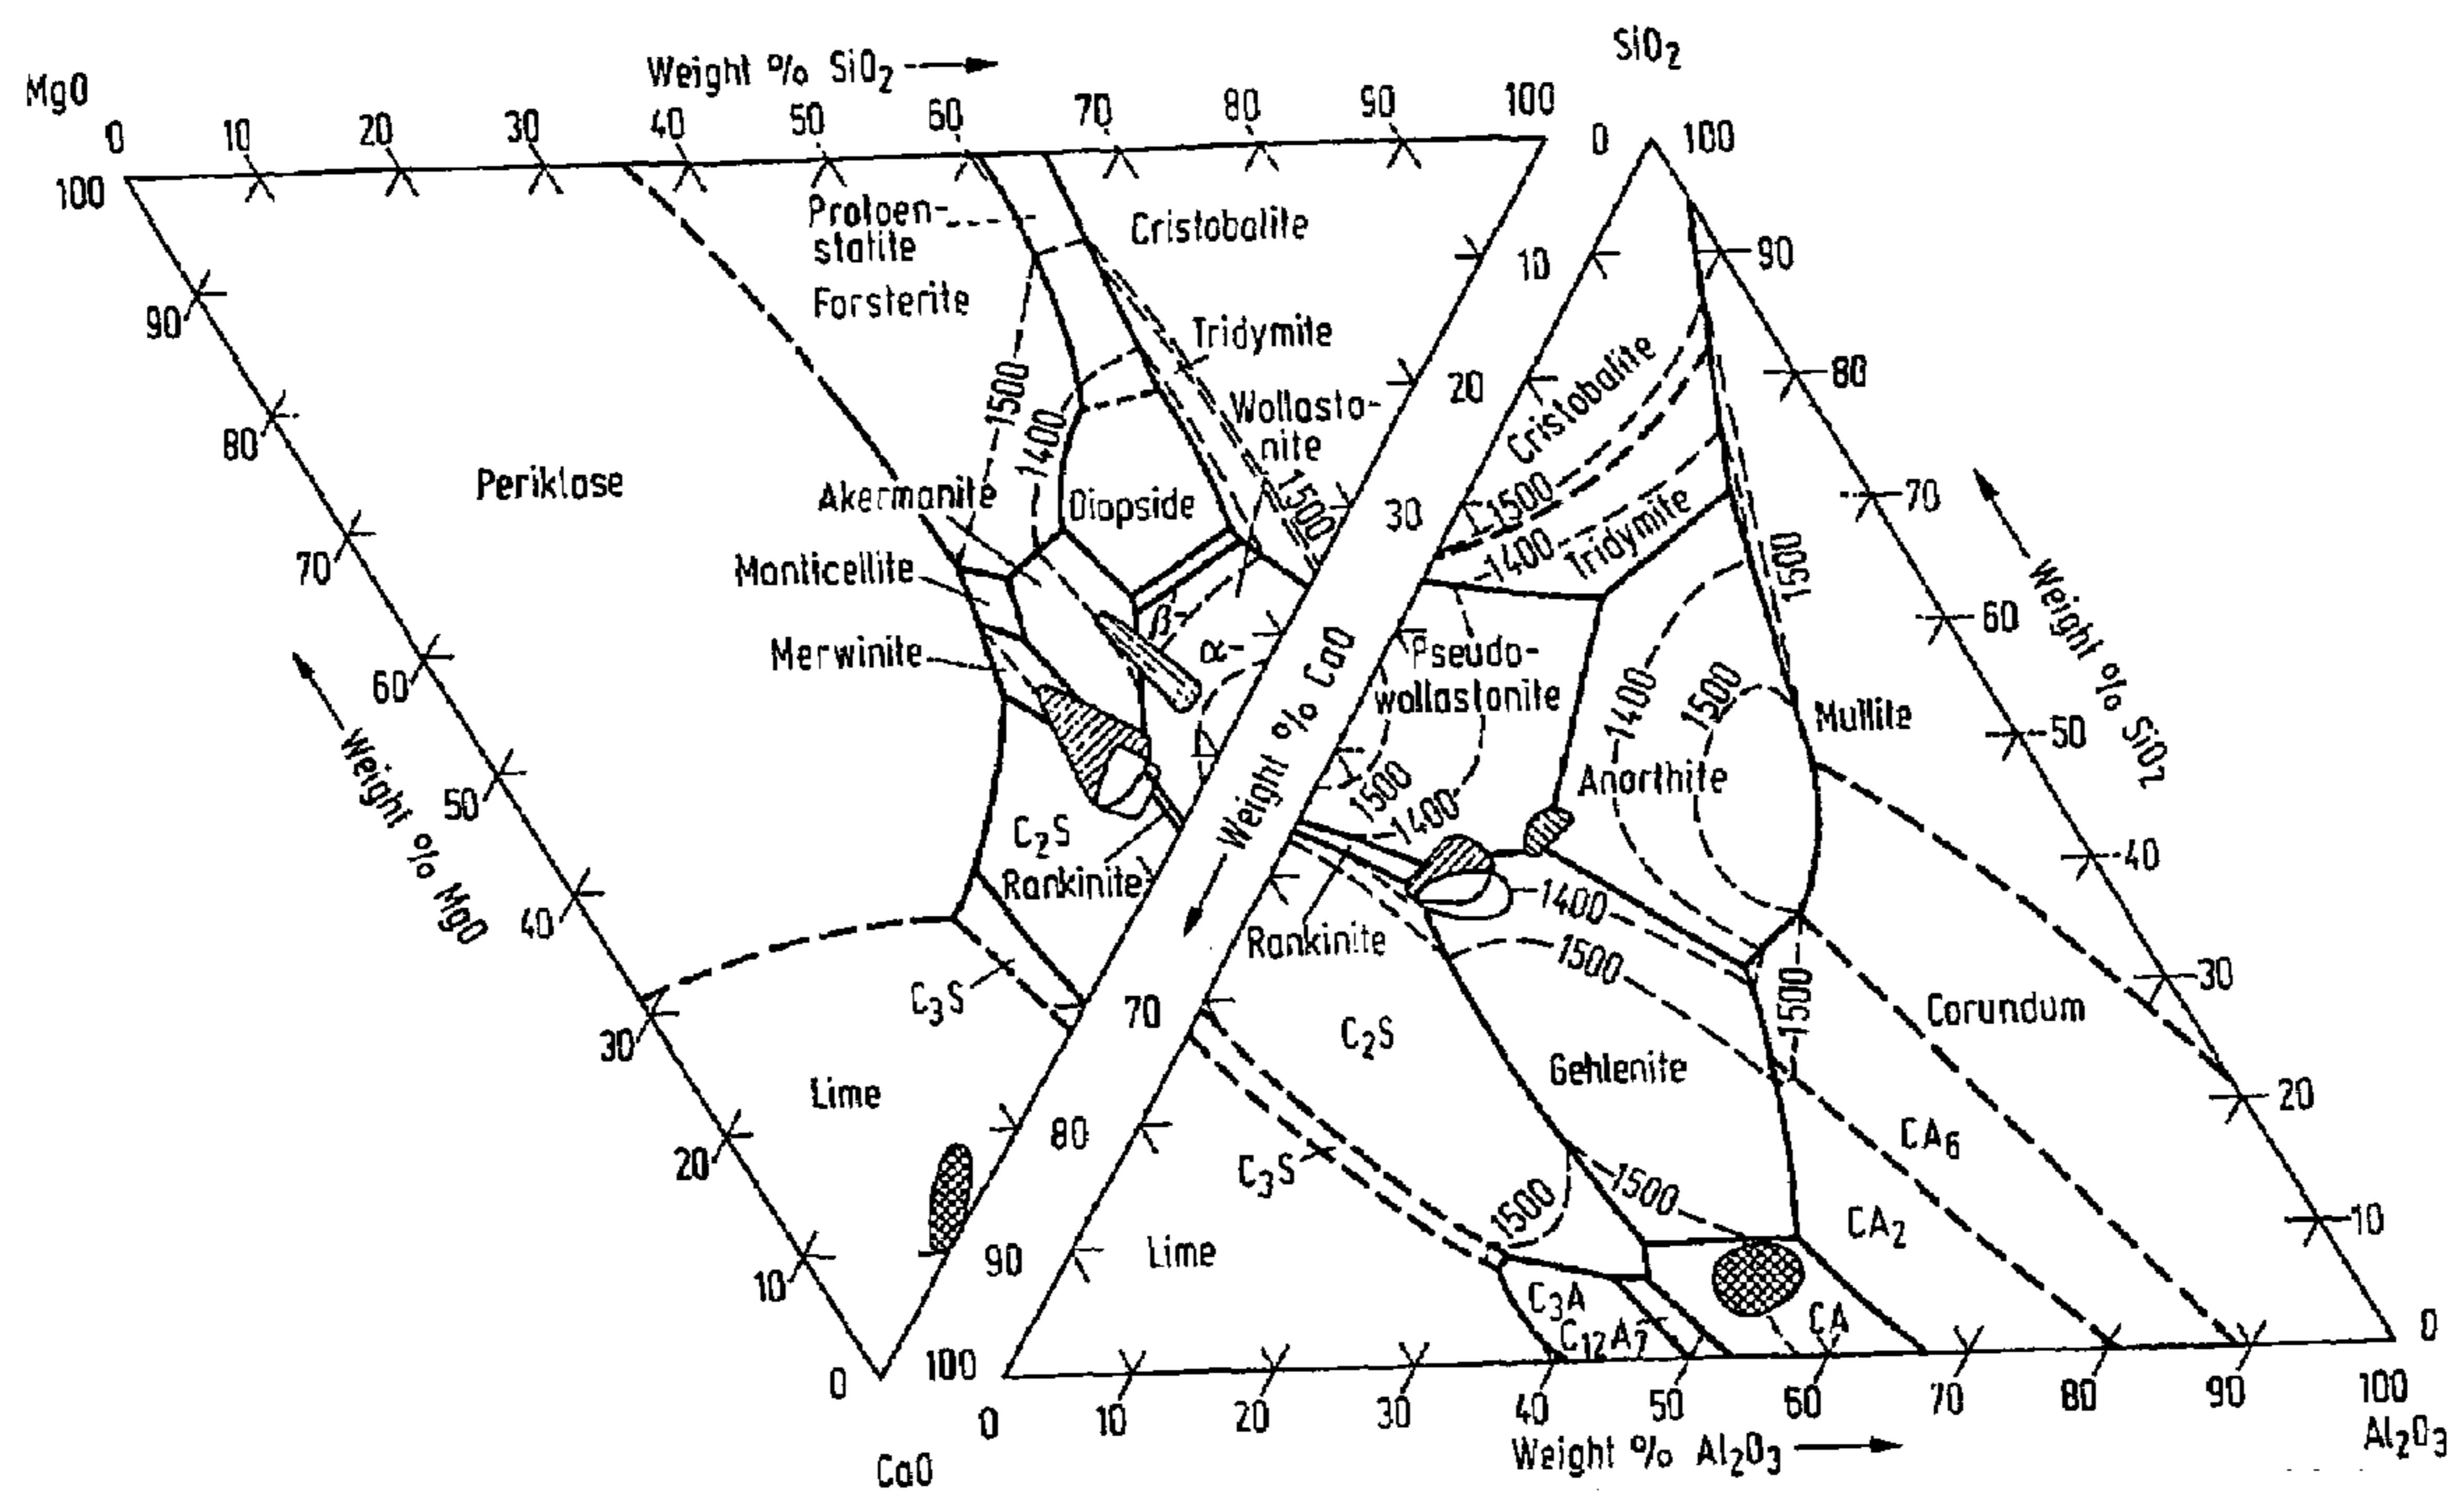 Weight % SiO2
SiO2
MgO
0 10 20 30 40 50 60 70 80 90 100
0 100
100
90
80
70
60
50
40
30
20
10
0
Weight % MgO
Protoen-
statite
Forsterite
Cristobalite
Tridymite
Wollasto-
nite
1500
1400
1500
Periklase
Akermanite
Diopside
Monticellite
Merwinite
β
α
C2S
Rankinite
C3S
Lime
10
20
30
Weight % CaO
70
80
90
100
CaO
90
80
70
60
50
40
30
20
10
0
Weight % SiO2
Cristobalite
1500
1400
Tridymite
1500
Pseudo-
wollastonite
1400
1500
Mullite
Anorthite
1500
1400
1400
Rankinite
1500
1500
Corundum
C2S
Gehlenite
CA6
C3S
1500
1500
CA2
Lime
C3A
C12A7
CA
0 10 20 30 40 50 60 70 80 90 100
Weight % Al2O3
Al2O3